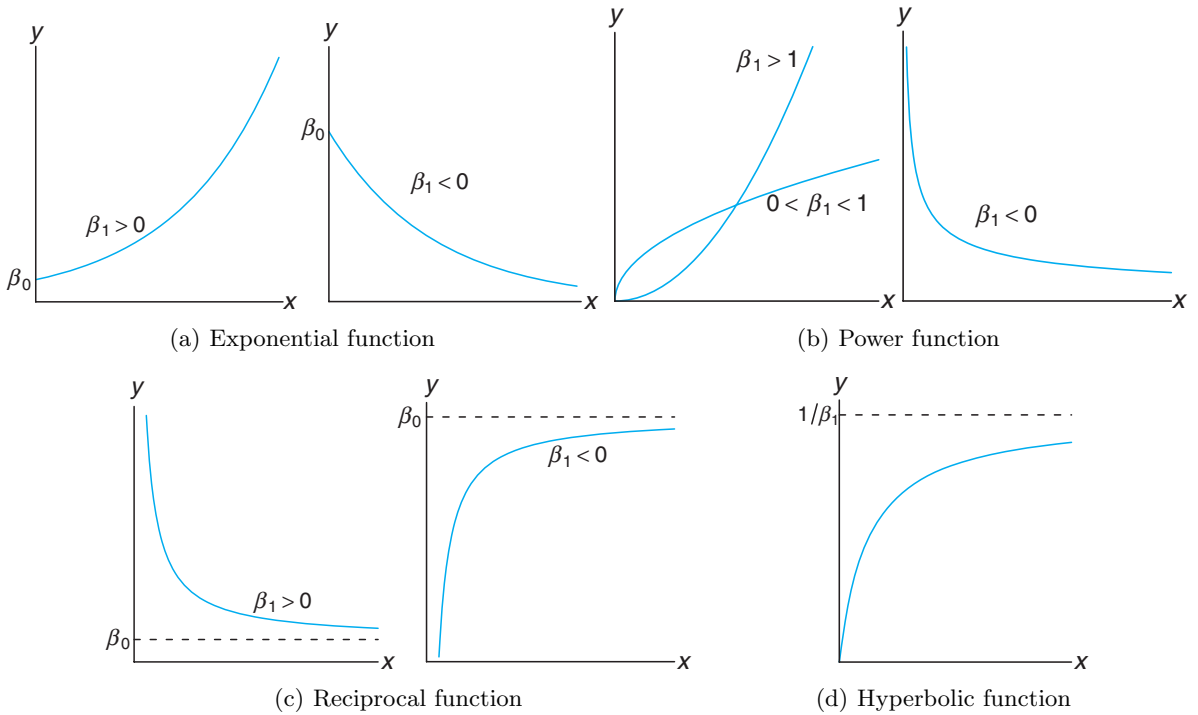 y
β₁ > 0
β₀
x
y
β₀
β₁ < 0
x
(a) Exponential function
y
β₁ > 1
0 < β₁ < 1
x
y
β₁ < 0
x
(b) Power function
y
β₁ > 0
β₀
x
y
β₀
β₁ < 0
x
(c) Reciprocal function
y
1/β₁
x
(d) Hyperbolic function